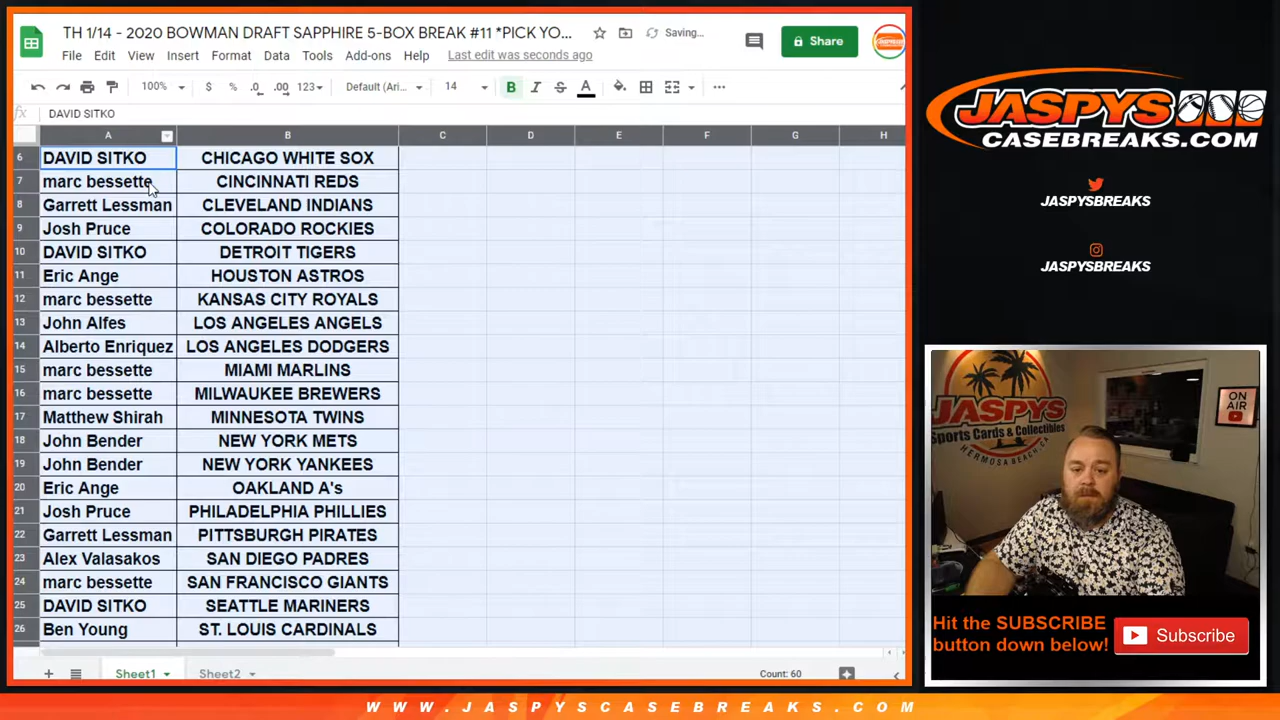 TH 1/14 - 2020 BOWMAN DRAFT SAPPHIRE 5-BOX BREAK #11 *PICK YO...
Saving...
Share
File Edit View Insert Format Data Tools Add-ons Help Last edit was seconds ago
100% $ % .0 .00 123 Default (Ari... 14 B I S A
fx DAVID SITKO
A B C D E F G H
6 DAVID SITKO CHICAGO WHITE SOX
7 marc bessette CINCINNATI REDS
8 Garrett Lessman CLEVELAND INDIANS
9 Josh Pruce COLORADO ROCKIES
10 DAVID SITKO DETROIT TIGERS
11 Eric Ange HOUSTON ASTROS
12 marc bessette KANSAS CITY ROYALS
13 John Alfes LOS ANGELES ANGELS
14 Alberto Enriquez LOS ANGELES DODGERS
15 marc bessette MIAMI MARLINS
16 marc bessette MILWAUKEE BREWERS
17 Matthew Shirah MINNESOTA TWINS
18 John Bender NEW YORK METS
19 John Bender NEW YORK YANKEES
20 Eric Ange OAKLAND A's
21 Josh Pruce PHILADELPHIA PHILLIES
22 Garrett Lessman PITTSBURGH PIRATES
23 Alex Valasakos SAN DIEGO PADRES
24 marc bessette SAN FRANCISCO GIANTS
25 DAVID SITKO SEATTLE MARINERS
26 Ben Young ST. LOUIS CARDINALS
Sheet1 Sheet2 Count: 60
JASPYS
CASEBREAKS.COM
JASPYSBREAKS
JASPYSBREAKS
JASPYS
Sports Cards & Collectibles
HERMOSA BEACH, CA
ON
AIR
Hit the SUBSCRIBE
button down below!
Subscribe
WWW.JASPYSCASEBREAKS.COM